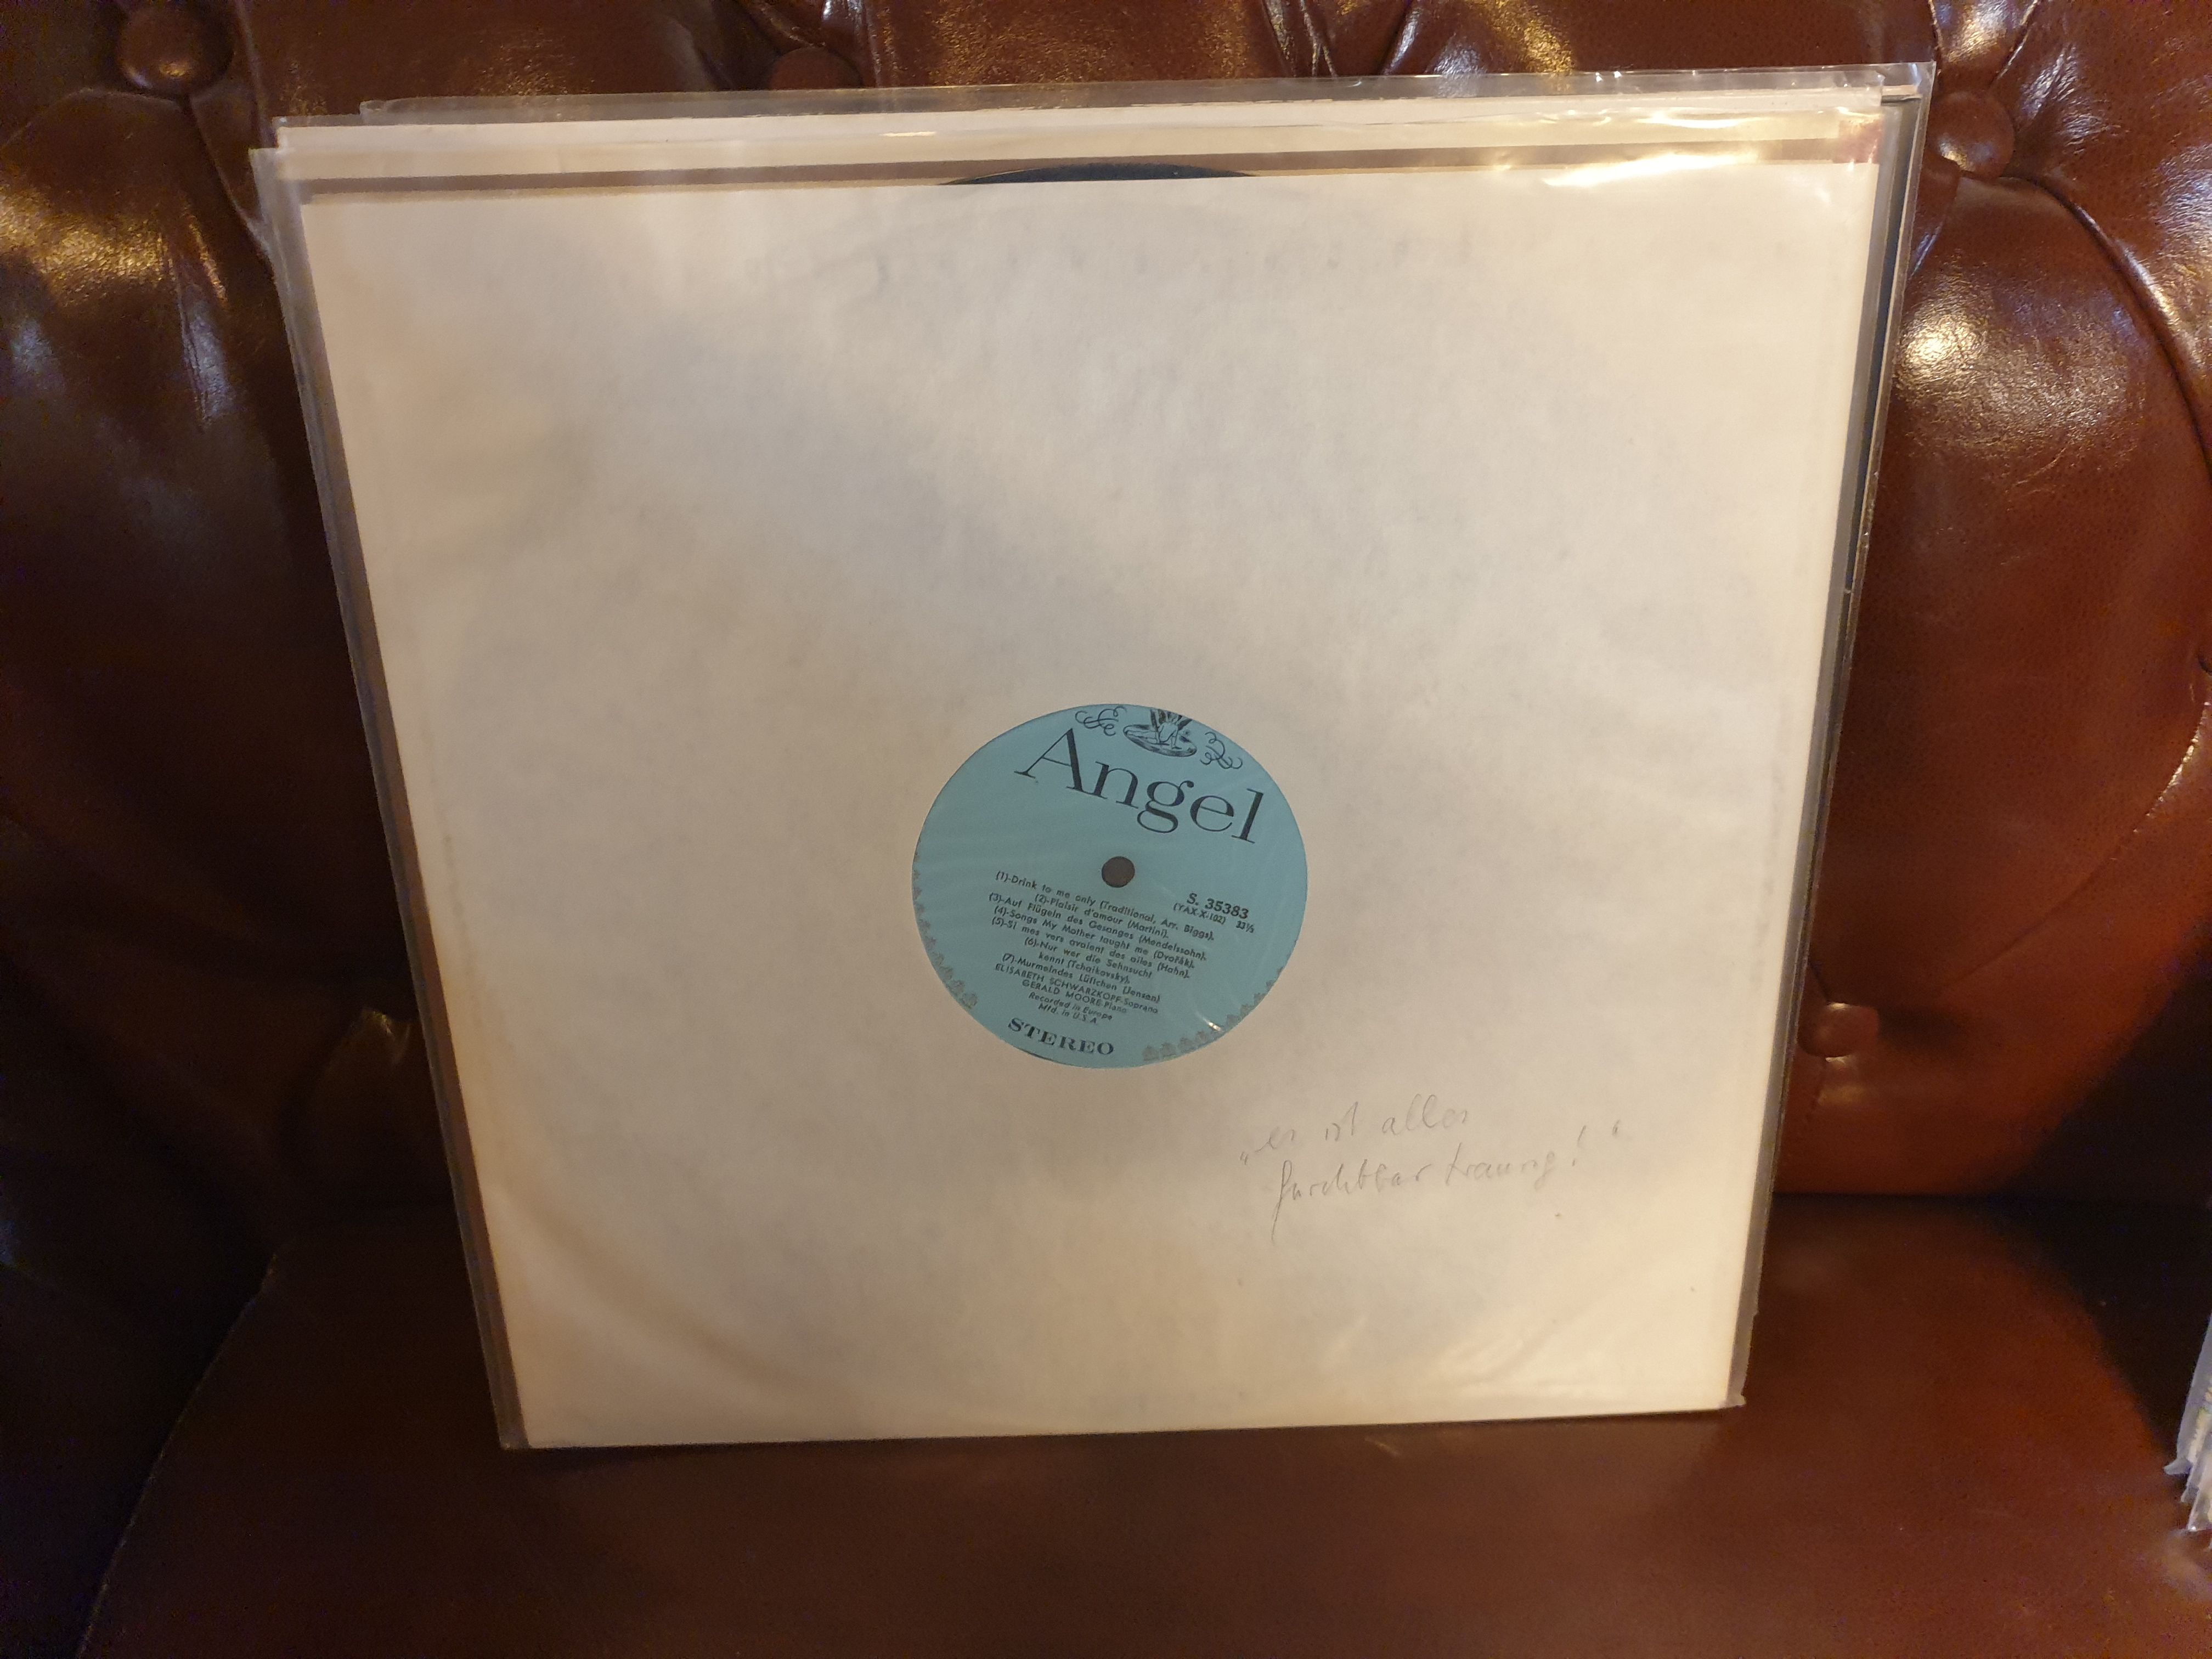 Angel
S. 35383
(YAX-X-102) 33⅓
(1)-Drink to me only (Traditional, Arr. Biggs),
(2)-Plaisir d'amour (Martini),
(3)-Auf Flügeln des Gesanges (Mendelssohn),
(4)-Songs My Mother taught me (Dvořák),
(5)-Si mes vers avaient des ailes (Hahn),
(6)-Nur wer die Sehnsucht
kennt (Tchaikovsky),
(7)-Murmelndes Lüftchen (Jensen)
ELISABETH SCHWARZKOPF-Soprano
GERALD MOORE-Piano
Recorded in Europe
Mfd. in U.S.A.
STEREO
„es ist alles
furchtbar traurig!“